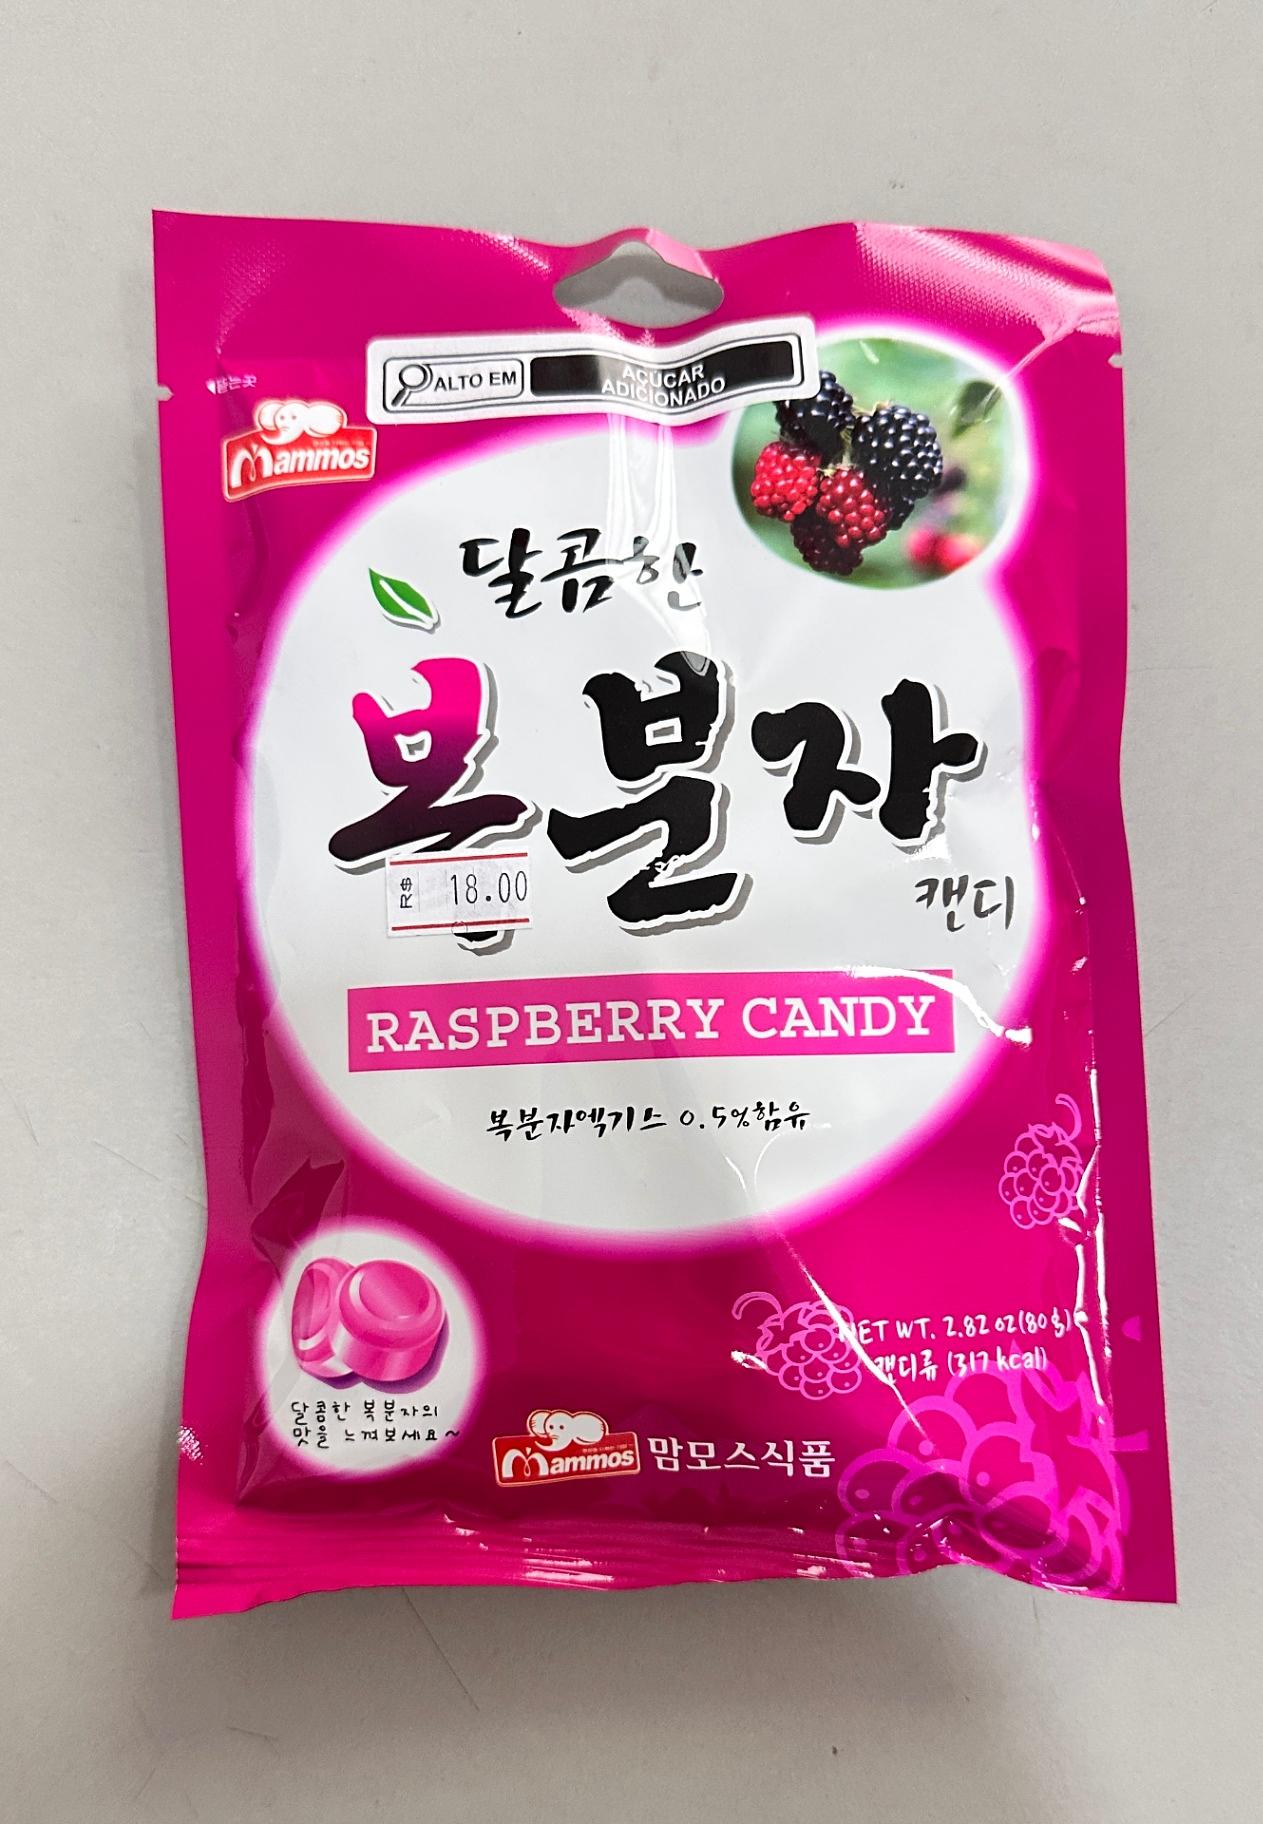 ALTO EM
AÇÚCAR
ADICIONADO
Mammos
달콤한
복분자
캔디
R$ 18.00
RASPBERRY CANDY
복분자엑기스 0.5%함유
NET WT. 2.82 oz(80g)
캔디류 (317 kcal)
달콤한 복분자의
맛을 느껴보세요~
Mammos 맘모스식품